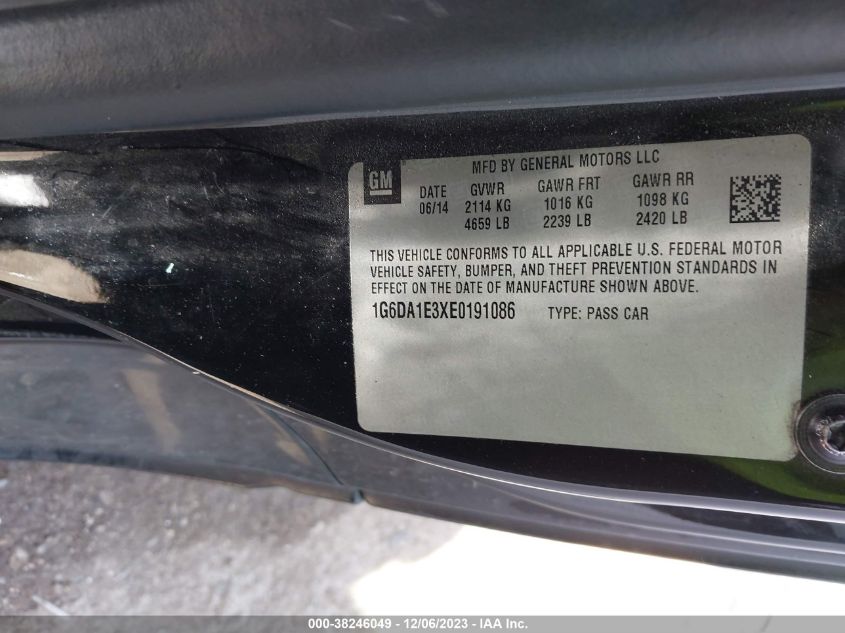 MFD BY GENERAL MOTORS LLC
GM
DATE GVWR GAWR FRT GAWR RR
06/14 2114 KG 1016 KG 1098 KG
4659 LB 2239 LB 2420 LB
THIS VEHICLE CONFORMS TO ALL APPLICABLE U.S. FEDERAL MOTOR
VEHICLE SAFETY, BUMPER, AND THEFT PREVENTION STANDARDS IN
EFFECT ON THE DATE OF MANUFACTURE SHOWN ABOVE.
1G6DA1E3XE0191086 TYPE: PASS CAR
000-38246049 - 12/06/2023 - IAA Inc.